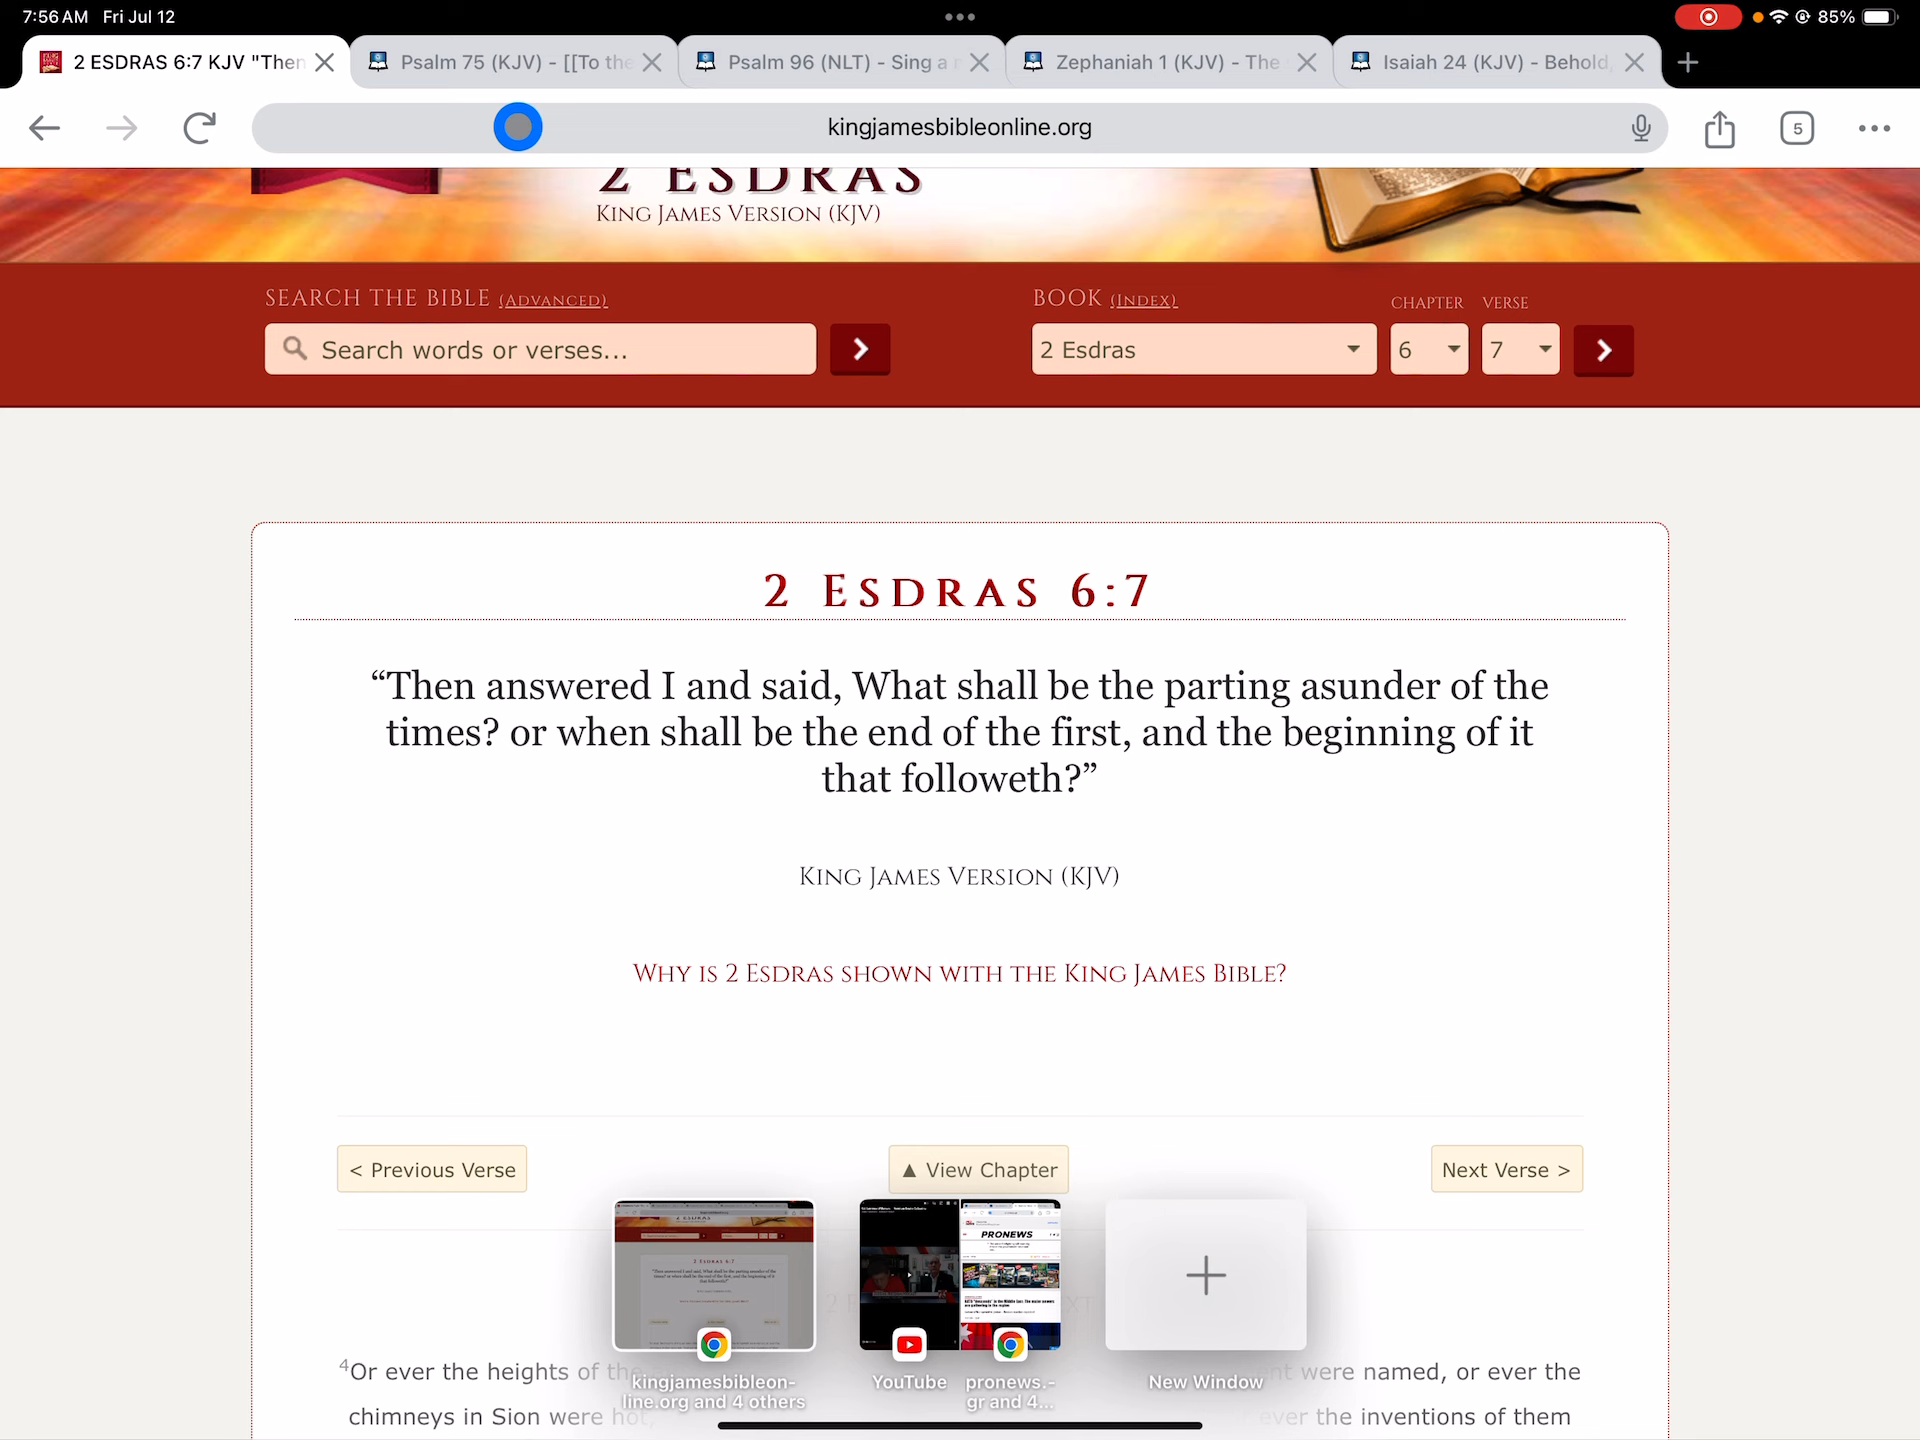 7:56 AM Fri Jul 12
85%
2 ESDRAS 6:7 KJV "Then
Psalm 75 (KJV) - [[To the
Psalm 96 (NLT) - Sing a n
Zephaniah 1 (KJV) - The
Isaiah 24 (KJV) - Behold,
kingjamesbibleonline.org
5
2 ESDRAS
KING JAMES VERSION (KJV)
SEARCH THE BIBLE (ADVANCED)
BOOK (INDEX)
CHAPTER VERSE
Search words or verses...
2 Esdras
6
7
2 ESDRAS 6:7
“Then answered I and said, What shall be the parting asunder of the
times? or when shall be the end of the first, and the beginning of it
that followeth?”
KING JAMES VERSION (KJV)
WHY IS 2 ESDRAS SHOWN WITH THE KING JAMES BIBLE?
< Previous Verse
▲ View Chapter
Next Verse >
PRONEWS
4Or ever the heights of the
were named, or ever the
kingjamesbibleon-
line.org and 4 others
YouTube
pronews.-
gr and 4...
New Window
chimneys in Sion were hot,
ever the inventions of them